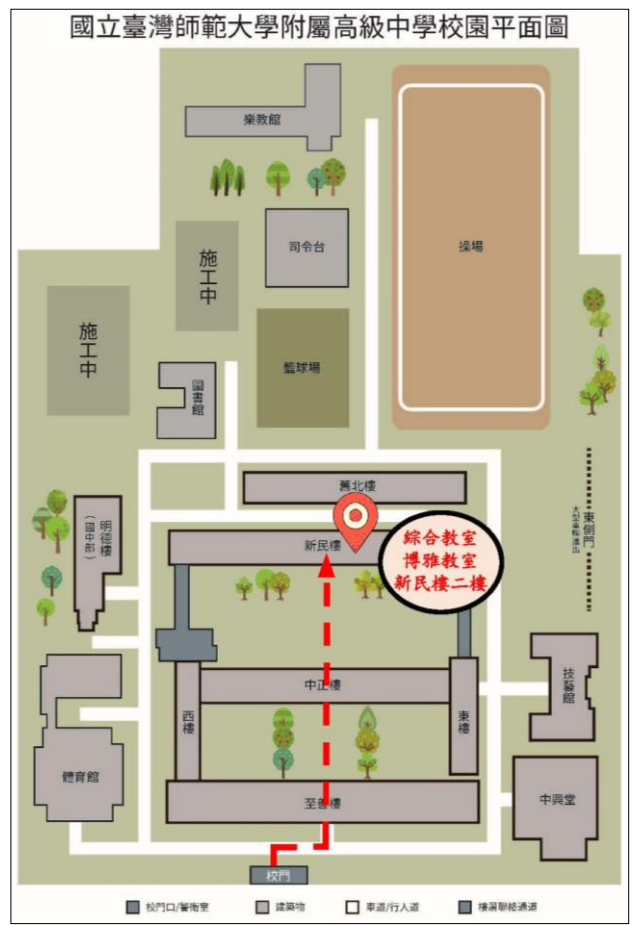 國立臺灣師範大學附屬高級中學校園平面圖
樂教館
司令台
操場
施工中
施工中
籃球場
圖書館
舊北樓
明德樓
(國中部)
新民樓
綜合教室
博雅教室
新民樓二樓
東側門
中正樓
西樓
東樓
技藝館
體育館
至善樓
中興堂
校門
校門口/警衛室
建築物
車道/行人道
樓層聯絡通道